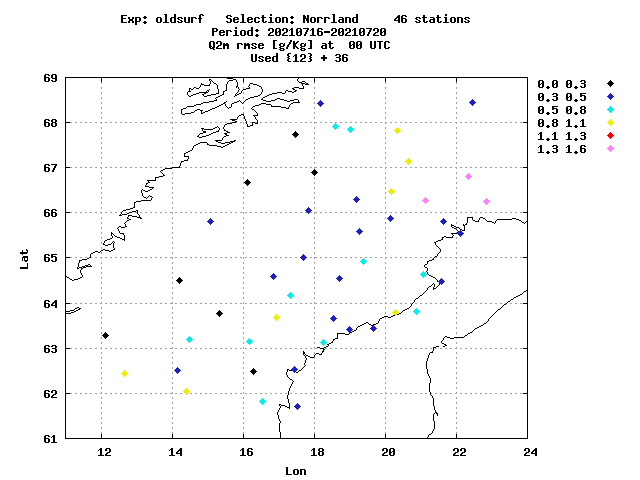 Exp: oldsurf Selection: Norrland 46 stations
Period: 20210716-20210720
Q2m rmse [g/Kg] at 00 UTC
Used {12} + 36
0.0 0.3
0.3 0.5
0.5 0.8
0.8 1.1
1.1 1.3
1.3 1.6
69
68
67
66
65
64
63
62
61
Lat
12 14 16 18 20 22 24
Lon